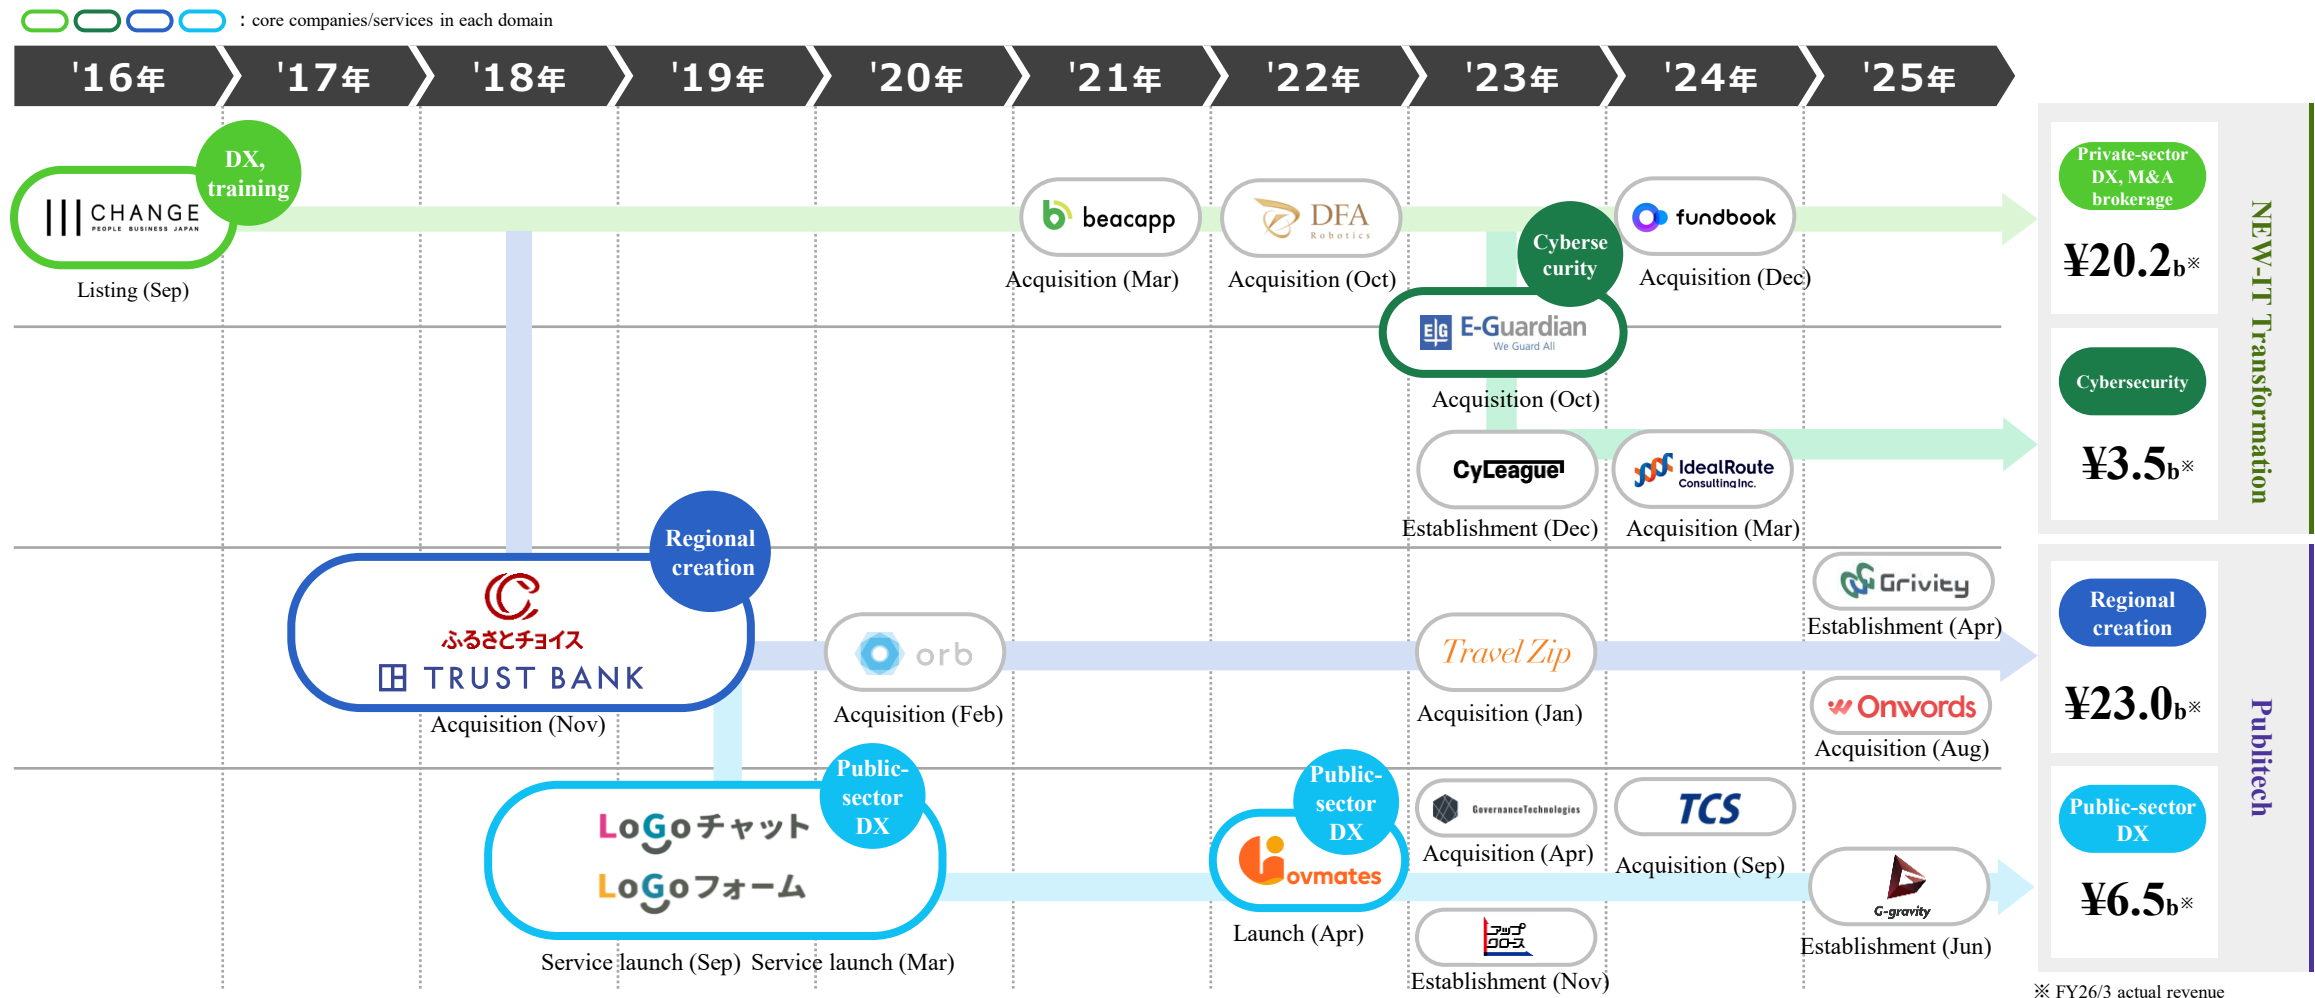 : core companies/services in each domain
'16年 '17年 '18年 '19年 '20年 '21年 '22年 '23年 '24年 '25年
DX,
training
CHANGE
PEOPLE BUSINESS JAPAN
Listing (Sep)
beacapp
Acquisition (Mar)
DFA
Robotics
Acquisition (Oct)
Cyberse
curity
fundbook
Acquisition (Dec)
E|G E-Guardian
We Guard All
Acquisition (Oct)
CyLeague
Establishment (Dec)
IdealRoute
Consulting Inc.
Acquisition (Mar)
Regional
creation
ふるさとチョイス
TRUST BANK
Acquisition (Nov)
orb
Acquisition (Feb)
Travel Zip
Acquisition (Jan)
Grivity
Establishment (Apr)
Onwords
Acquisition (Aug)
Public-
sector
DX
LoGoチャット
LoGoフォーム
Service launch (Sep) Service launch (Mar)
Public-
sector
DX
Govmates
Launch (Apr)
GovernanceTechnologies
Acquisition (Apr)
アップ
クロース
Establishment (Nov)
TCS
Acquisition (Sep)
G-gravity
Establishment (Jun)
Private-sector
DX, M&A
brokerage
¥20.2b※
Cybersecurity
¥3.5b※
NEW-IT Transformation
Regional
creation
¥23.0b※
Public-sector
DX
¥6.5b※
Publitech
※ FY26/3 actual revenue